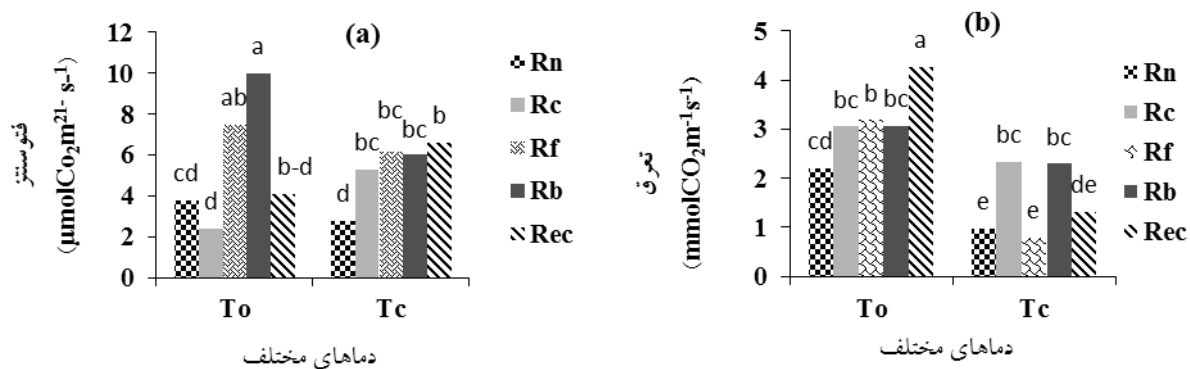 (a)
فتوسنتز
(µmolCo₂m²¹⁻ s⁻¹)
12
10
8
6
4
2
0
cd
d
ab
a
b-d
d
bc
bc
bc
b
To
Tc
دماهای مختلف
Rn
Rc
Rf
Rb
Rec
(b)
تعرق
(mmolCO₂m⁻¹s⁻¹)
5
4
3
2
1
0
cd
bc
b
bc
a
e
bc
e
bc
de
To
Tc
دماهای مختلف
Rn
Rc
Rf
Rb
Rec